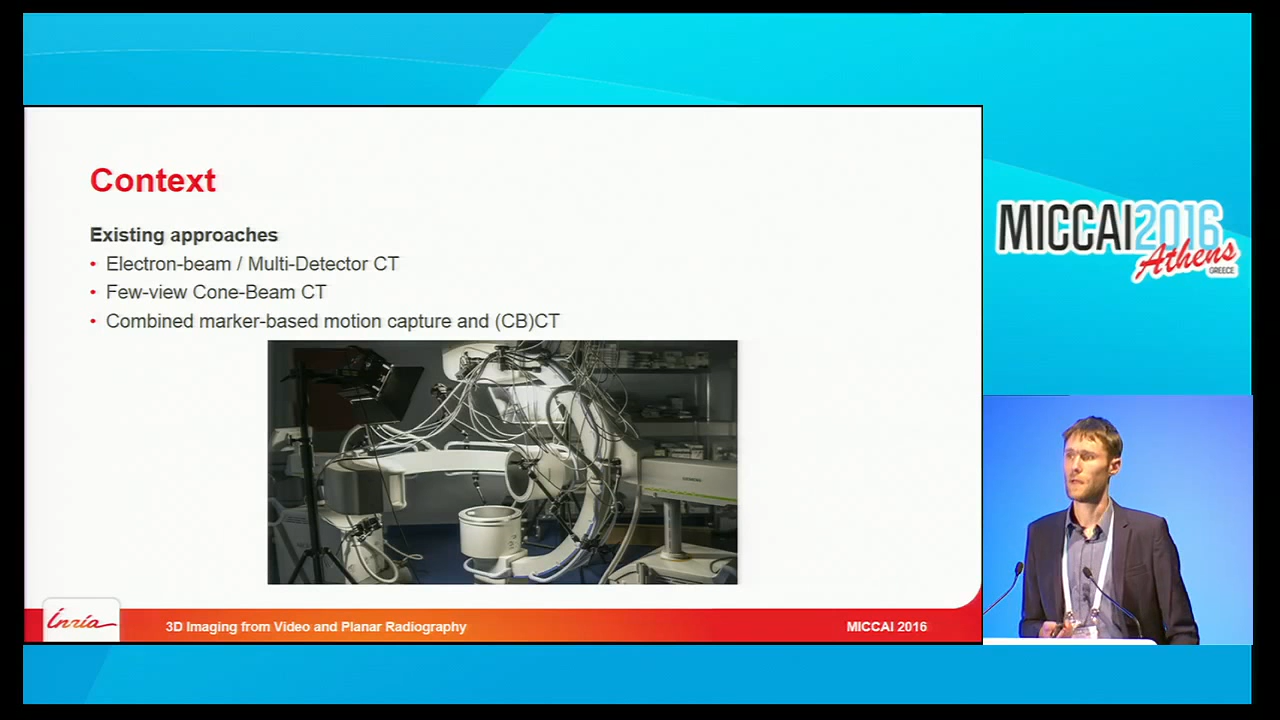 Context
Existing approaches
• Electron-beam / Multi-Detector CT
• Few-view Cone-Beam CT
• Combined marker-based motion capture and (CB)CT
SIEMENS
Inria
3D Imaging from Video and Planar Radiography
MICCAI 2016
MICCAI2016
Athens
GREECE